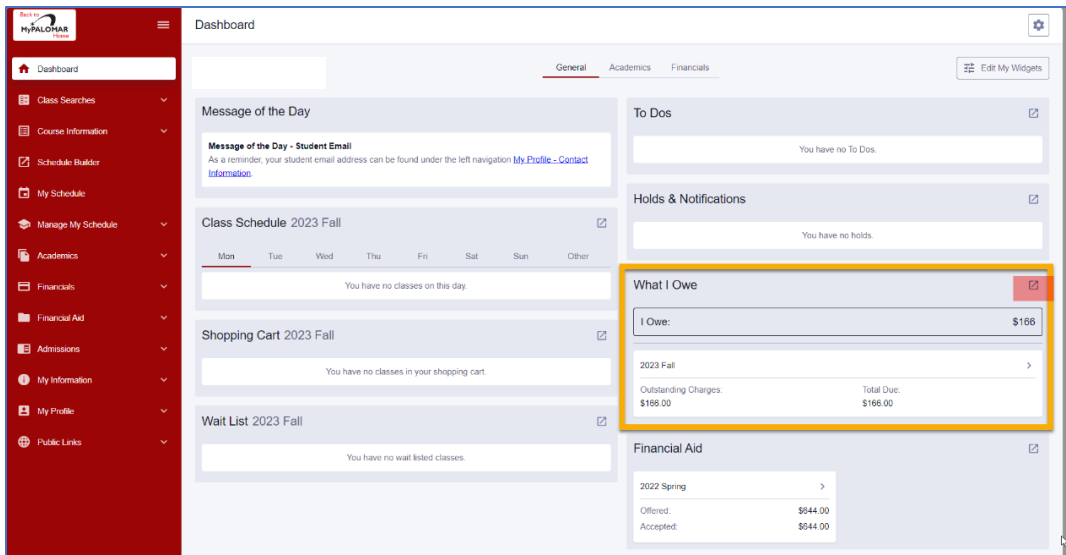 Back to
MyPALOMAR
Home
Dashboard
Class Searches
Course Information
Schedule Builder
My Schedule
Manage My Schedule
Academics
Financials
Financial Aid
Admissions
My Information
My Profile
Public Links
Dashboard
General Academics Financials
Edit My Widgets
Message of the Day
Message of the Day - Student Email
As a reminder, your student email address can be found under the left navigation My Profile - Contact
Information.
Class Schedule 2023 Fall
Mon Tue Wed Thu Fri Sat Sun Other
You have no classes on this day.
Shopping Cart 2023 Fall
You have no classes in your shopping cart.
Wait List 2023 Fall
You have no wait listed classes.
To Dos
You have no To Dos.
Holds & Notifications
You have no holds.
What I Owe
I Owe: $166
2023 Fall
Outstanding Charges: Total Due:
$166.00 $166.00
Financial Aid
2022 Spring
Offered: $644.00
Accepted: $644.00